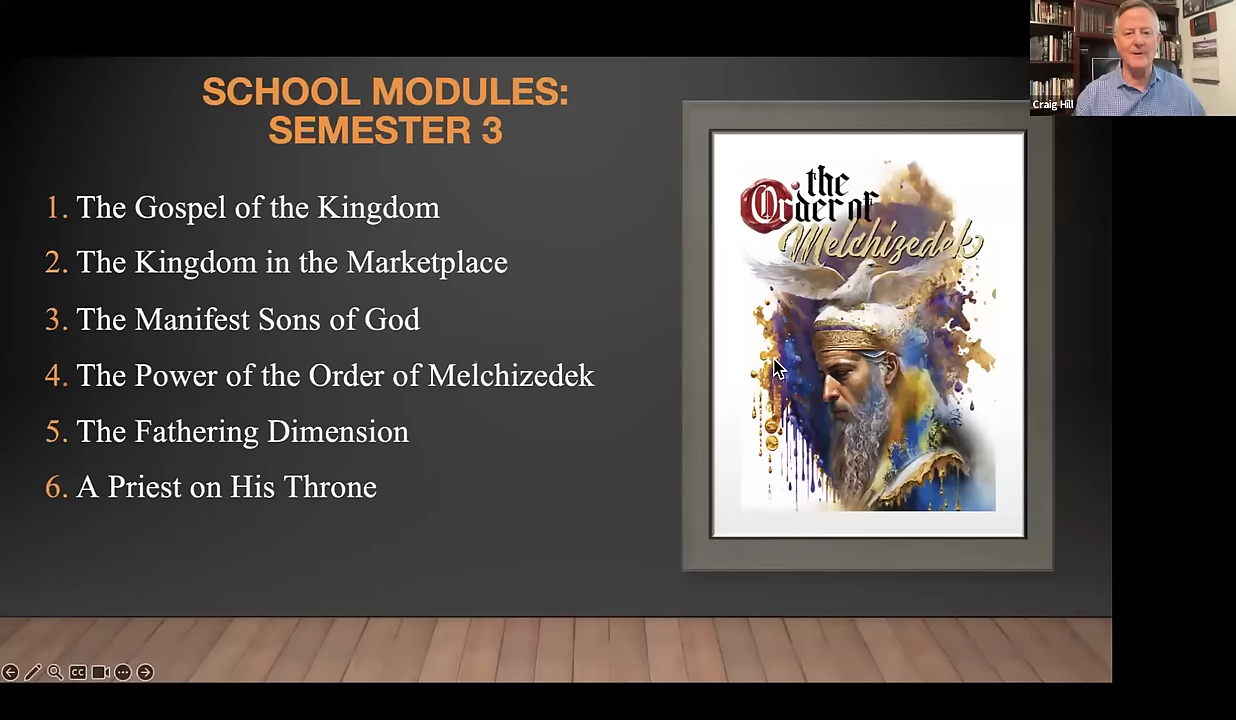 SCHOOL MODULES:
SEMESTER 3
1. The Gospel of the Kingdom
2. The Kingdom in the Marketplace
3. The Manifest Sons of God
4. The Power of the Order of Melchizedek
5. The Fathering Dimension
6. A Priest on His Throne
the
Order of
Melchizedek
Craig Hill
CC